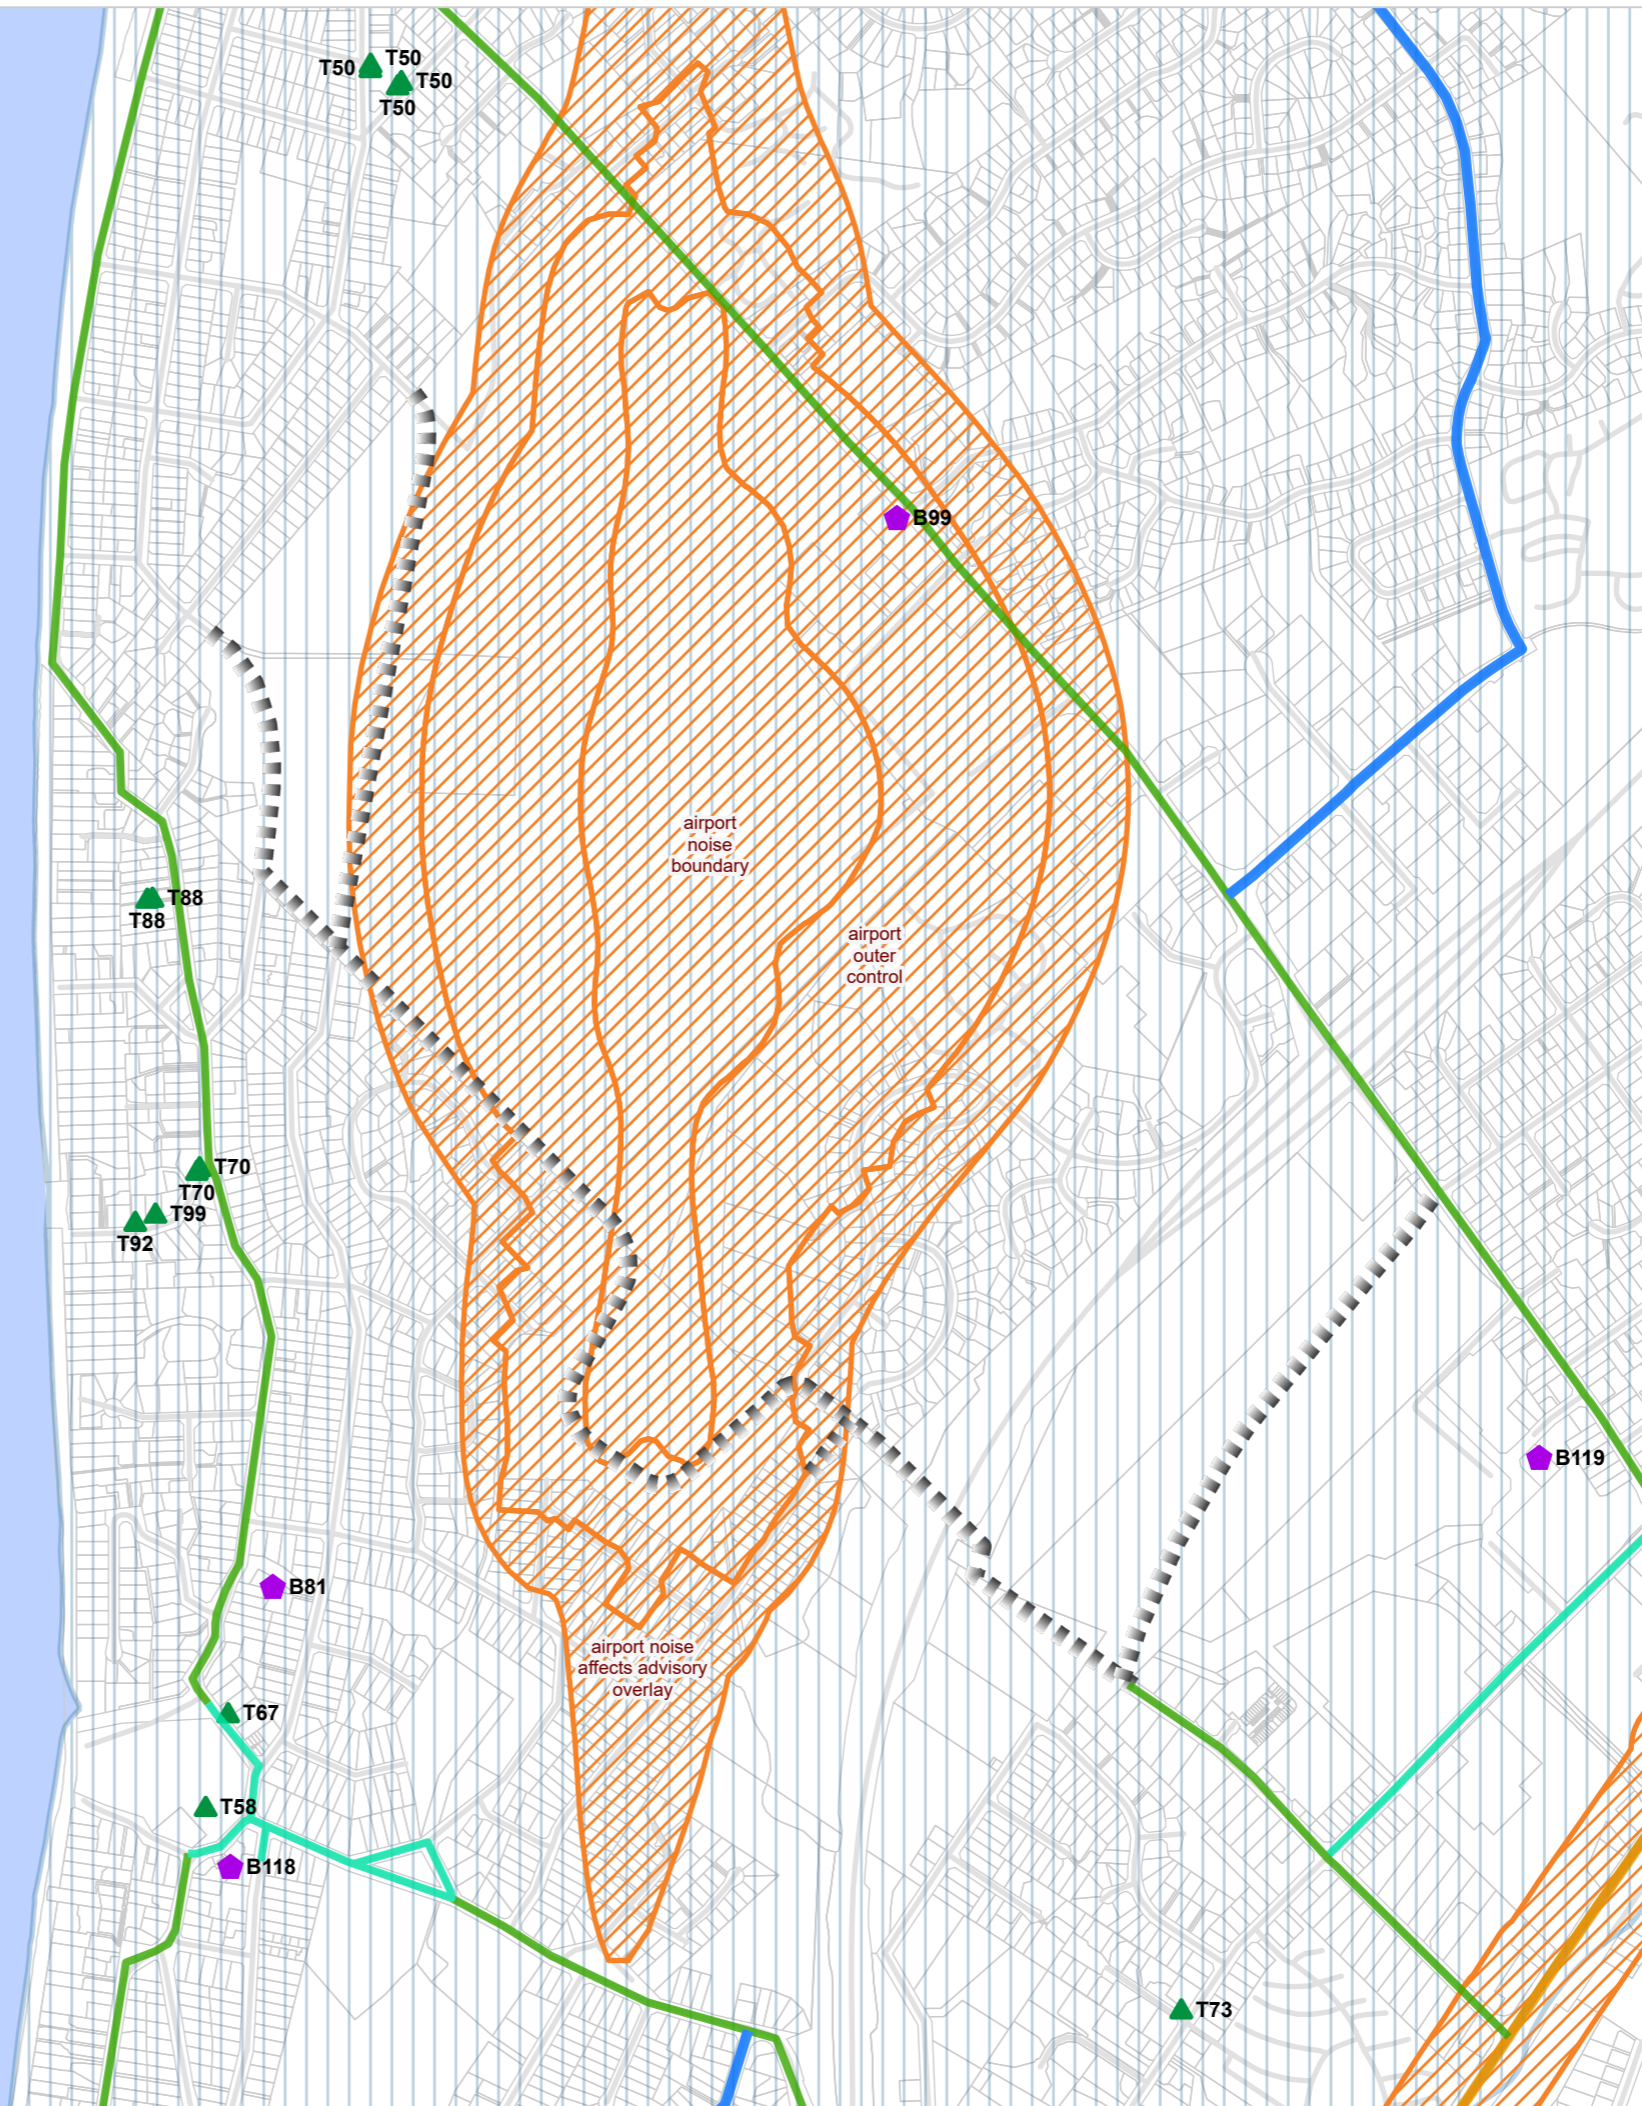 T50
T50
T50
T50
B99
airport
noise
boundary
T88
T88
airport
outer
control
T70
T70
T99
T92
B119
B81
airport noise
affects advisory
overlay
T67
T58
B118
T73